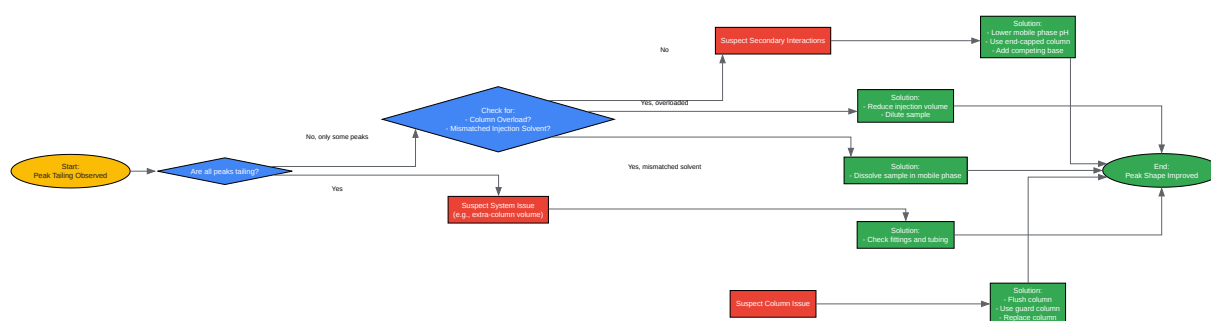 Start:
Peak Tailing Observed
Are all peaks tailing?
No, only some peaks
Yes
Check for:
- Column Overload?
- Mismatched Injection Solvent?
Suspect System Issue
(e.g., extra-column volume)
No
Yes, overloaded
Yes, mismatched solvent
Suspect Secondary Interactions
Solution:
- Lower mobile phase pH
- Use end-capped column
- Add competing base
Solution:
- Reduce injection volume
- Dilute sample
Solution:
- Dissolve sample in mobile phase
Solution:
- Check fittings and tubing
Suspect Column Issue
Solution:
- Flush column
- Use guard column
- Replace column
End:
Peak Shape Improved